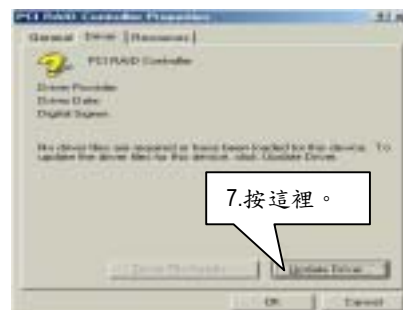 PCI RAID Controller Properties
General Driver Resources
PCI RAID Controller
Driver Provider:
Driver Date:
Digital Signer:
No driver files are required or have been loaded for this device. To
update the driver files for this device, click Update Driver.
7.按這裡。
Update Driver
OK Cancel